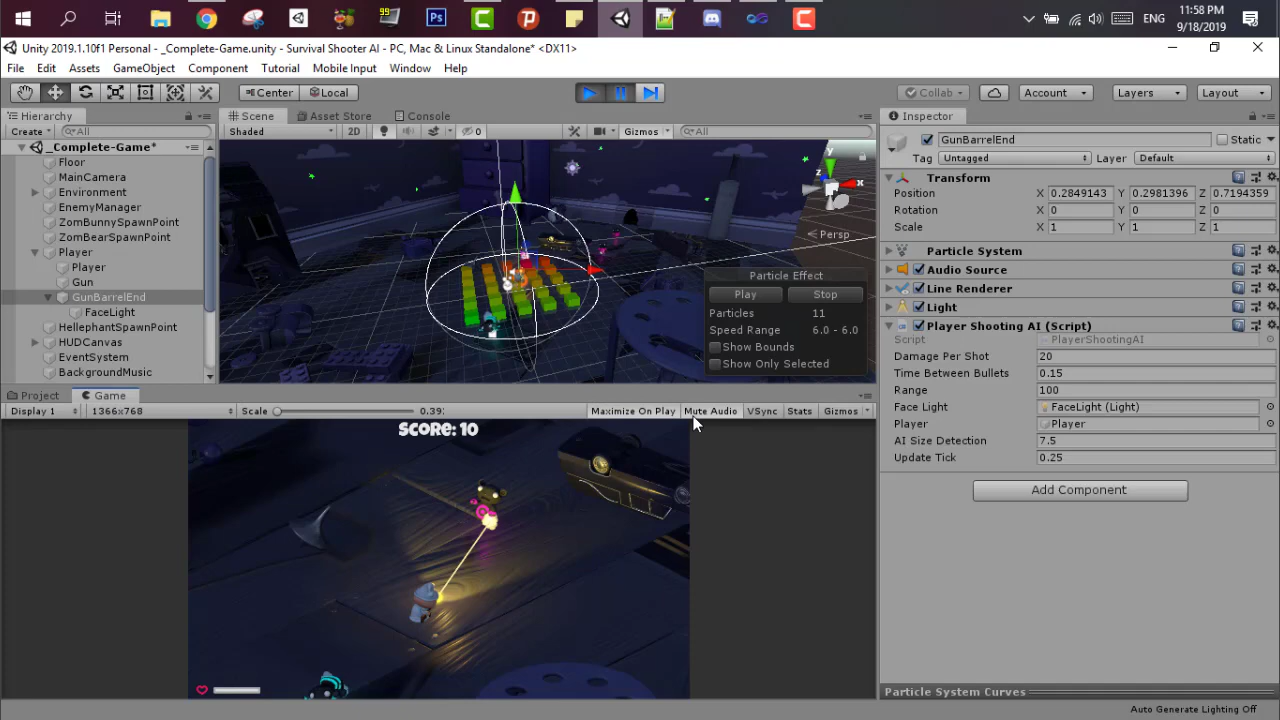 99
ENG
11:58 PM
9/18/2019
Unity 2019.1.10f1 Personal - _Complete-Game.unity - Survival Shooter AI - PC, Mac & Linux Standalone* <DX11>
File Edit Assets GameObject Component Tutorial Mobile Input Window Help
Center Local Collab Account Layers Layout
Hierarchy Scene Asset Store Console Inspector
Create All Shaded 2D 0 Gizmos All
GunBarrelEnd Static
_Complete-Game*
Tag Untagged Layer Default
Floor
MainCamera
Environment
EnemyManager
ZomBunnySpawnPoint
ZomBearSpawnPoint
Player
Player
Gun
GunBarrelEnd
FaceLight
HellephantSpawnPoint
HUDCanvas
EventSystem
BackgroundMusic
y
x
z
Persp
Particle Effect
Play Stop
Particles 11
Speed Range 6.0 - 6.0
Show Bounds
Show Only Selected
Transform
Position X 0.2849143 Y 0.2981396 Z 0.719435
Rotation X 0 Y 0 Z 0
Scale X 1 Y 1 Z 1
Particle System
Audio Source
Line Renderer
Light
Player Shooting AI (Script)
Script PlayerShootingAI
Damage Per Shot 20
Time Between Bullets 0.15
Range 100
Face Light FaceLight (Light)
Player Player
AI Size Detection 7.5
Update Tick 0.25
Add Component
Project Game
Display 1 1366x768 Scale 0.39 Maximize On Play Mute Audio VSync Stats Gizmos
SCORE: 10
Particle System Curves
Auto Generate Lighting Off